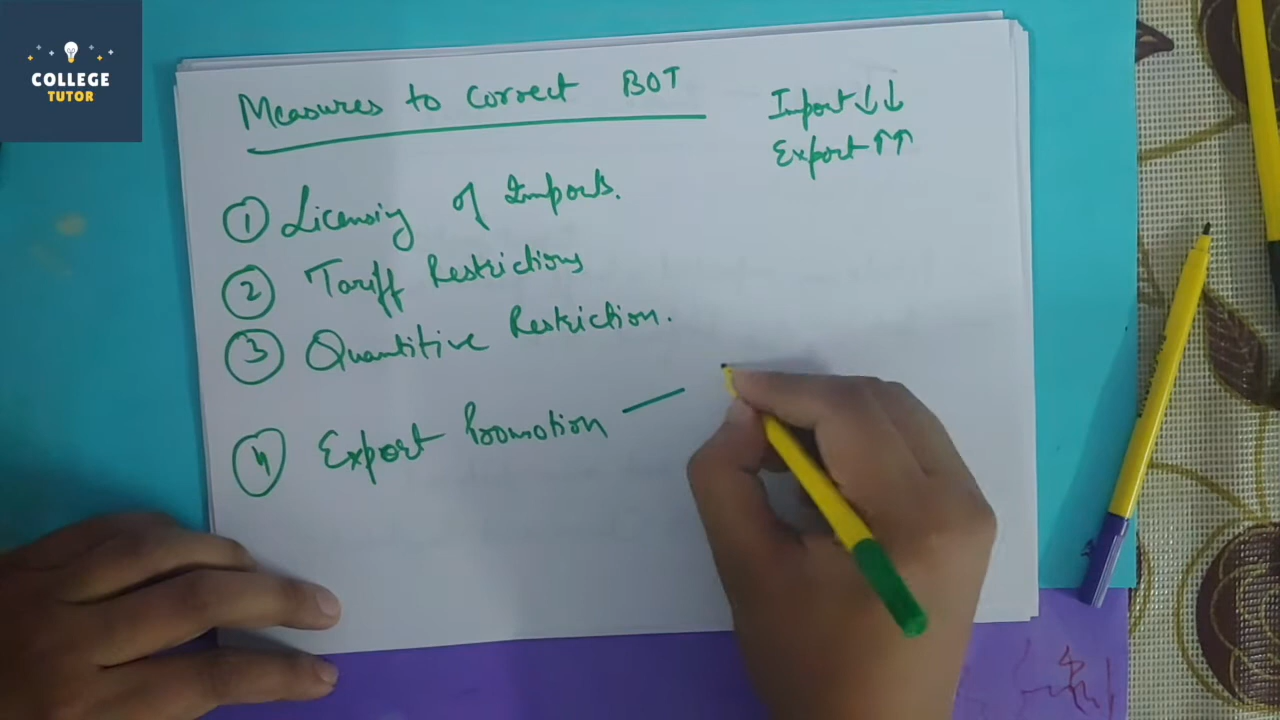 COLLEGE
TUTOR
Measures to Correct BOT
Import ↓↓
Export ↑↑
① Licensing of Imports.
② Tariff Restrictions
③ Quantitive Restriction.
④ Export Promotion —